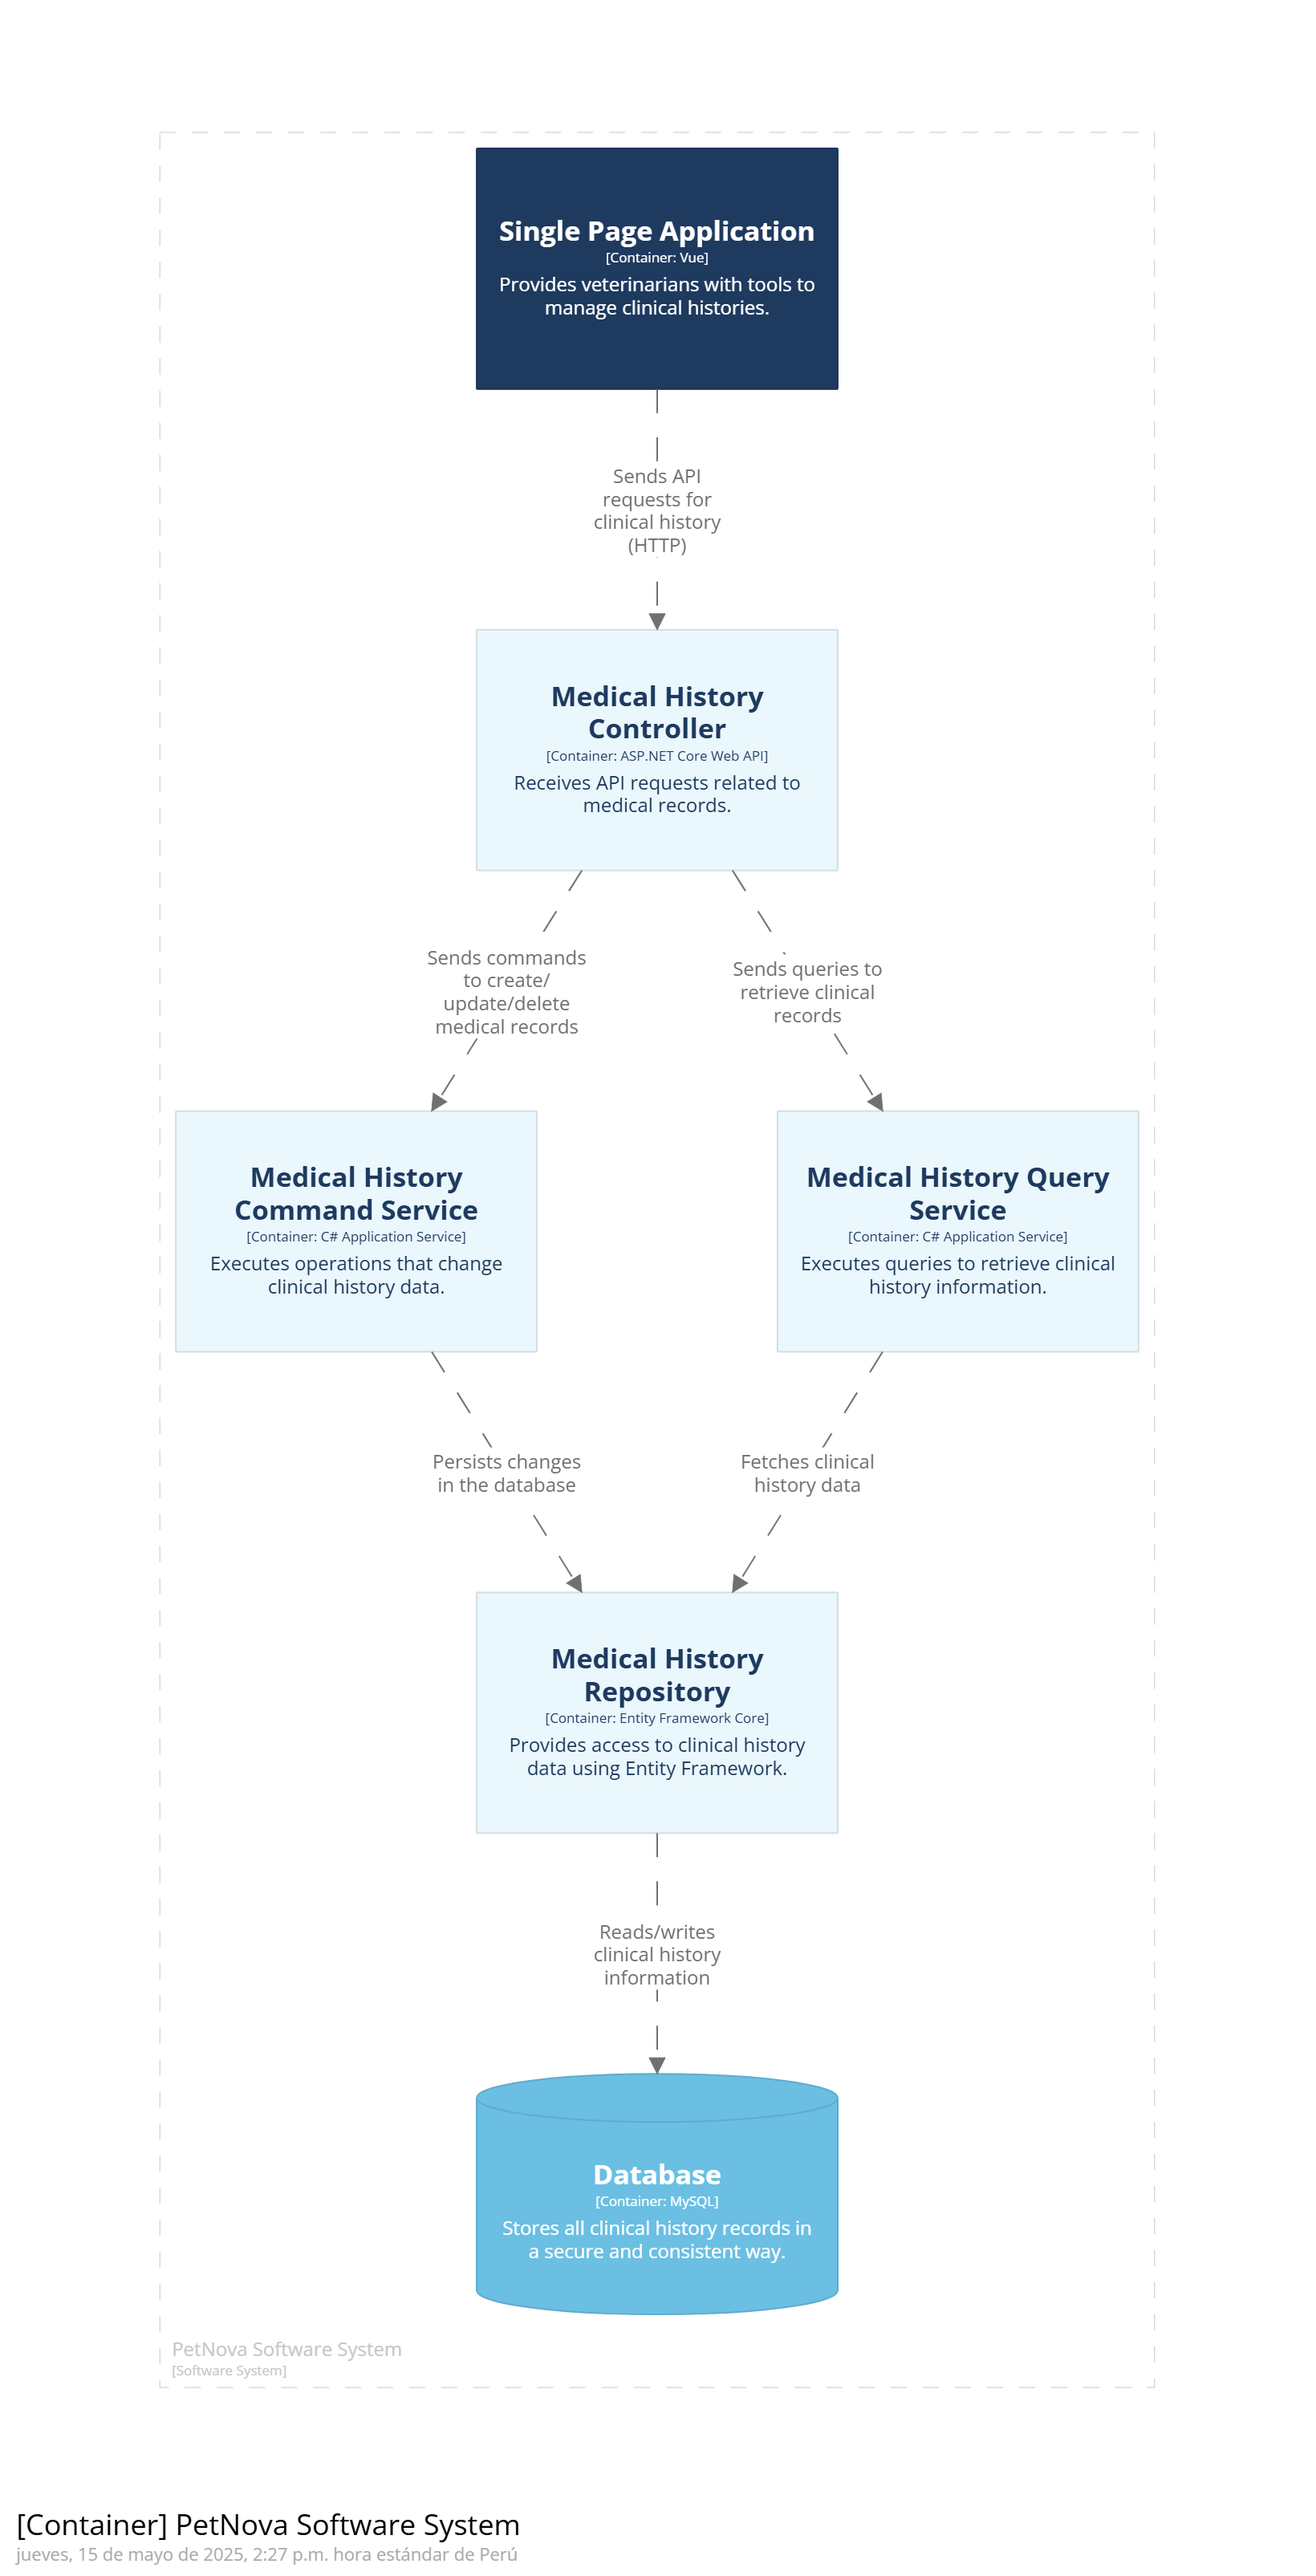 Single Page Application
[Container: Vue]
Provides veterinarians with tools to
manage clinical histories.
Sends API
requests for
clinical history
(HTTP)
Medical History
Controller
[Container: ASP.NET Core Web API]
Receives API requests related to
medical records.
Sends commands
to create/
update/delete
medical records
Sends queries to
retrieve clinical
records
Medical History
Command Service
[Container: C# Application Service]
Executes operations that change
clinical history data.
Medical History Query
Service
[Container: C# Application Service]
Executes queries to retrieve clinical
history information.
Persists changes
in the database
Fetches clinical
history data
Medical History
Repository
[Container: Entity Framework Core]
Provides access to clinical history
data using Entity Framework.
Reads/writes
clinical history
information
Database
[Container: MySQL]
Stores all clinical history records in
a secure and consistent way.
PetNova Software System
[Software System]
[Container] PetNova Software System
jueves, 15 de mayo de 2025, 2:27 p.m. hora estándar de Perú